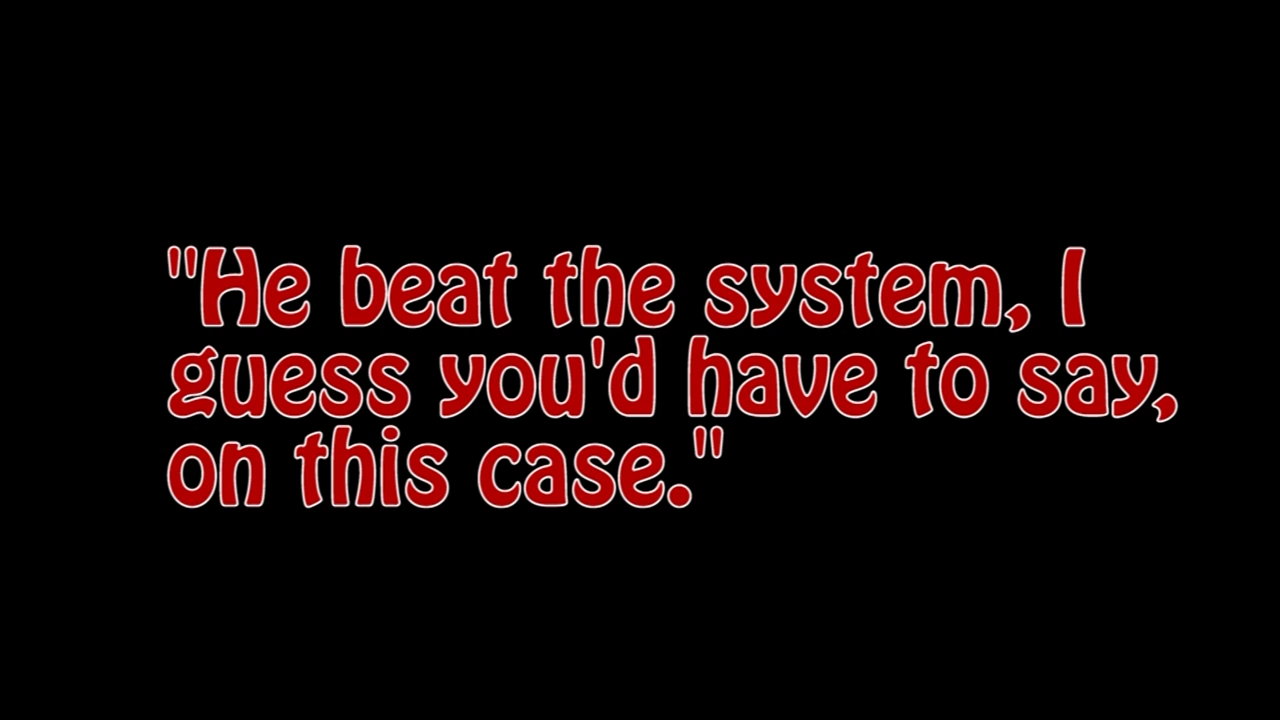 "He beat the system, I
guess you'd have to say,
on this case."